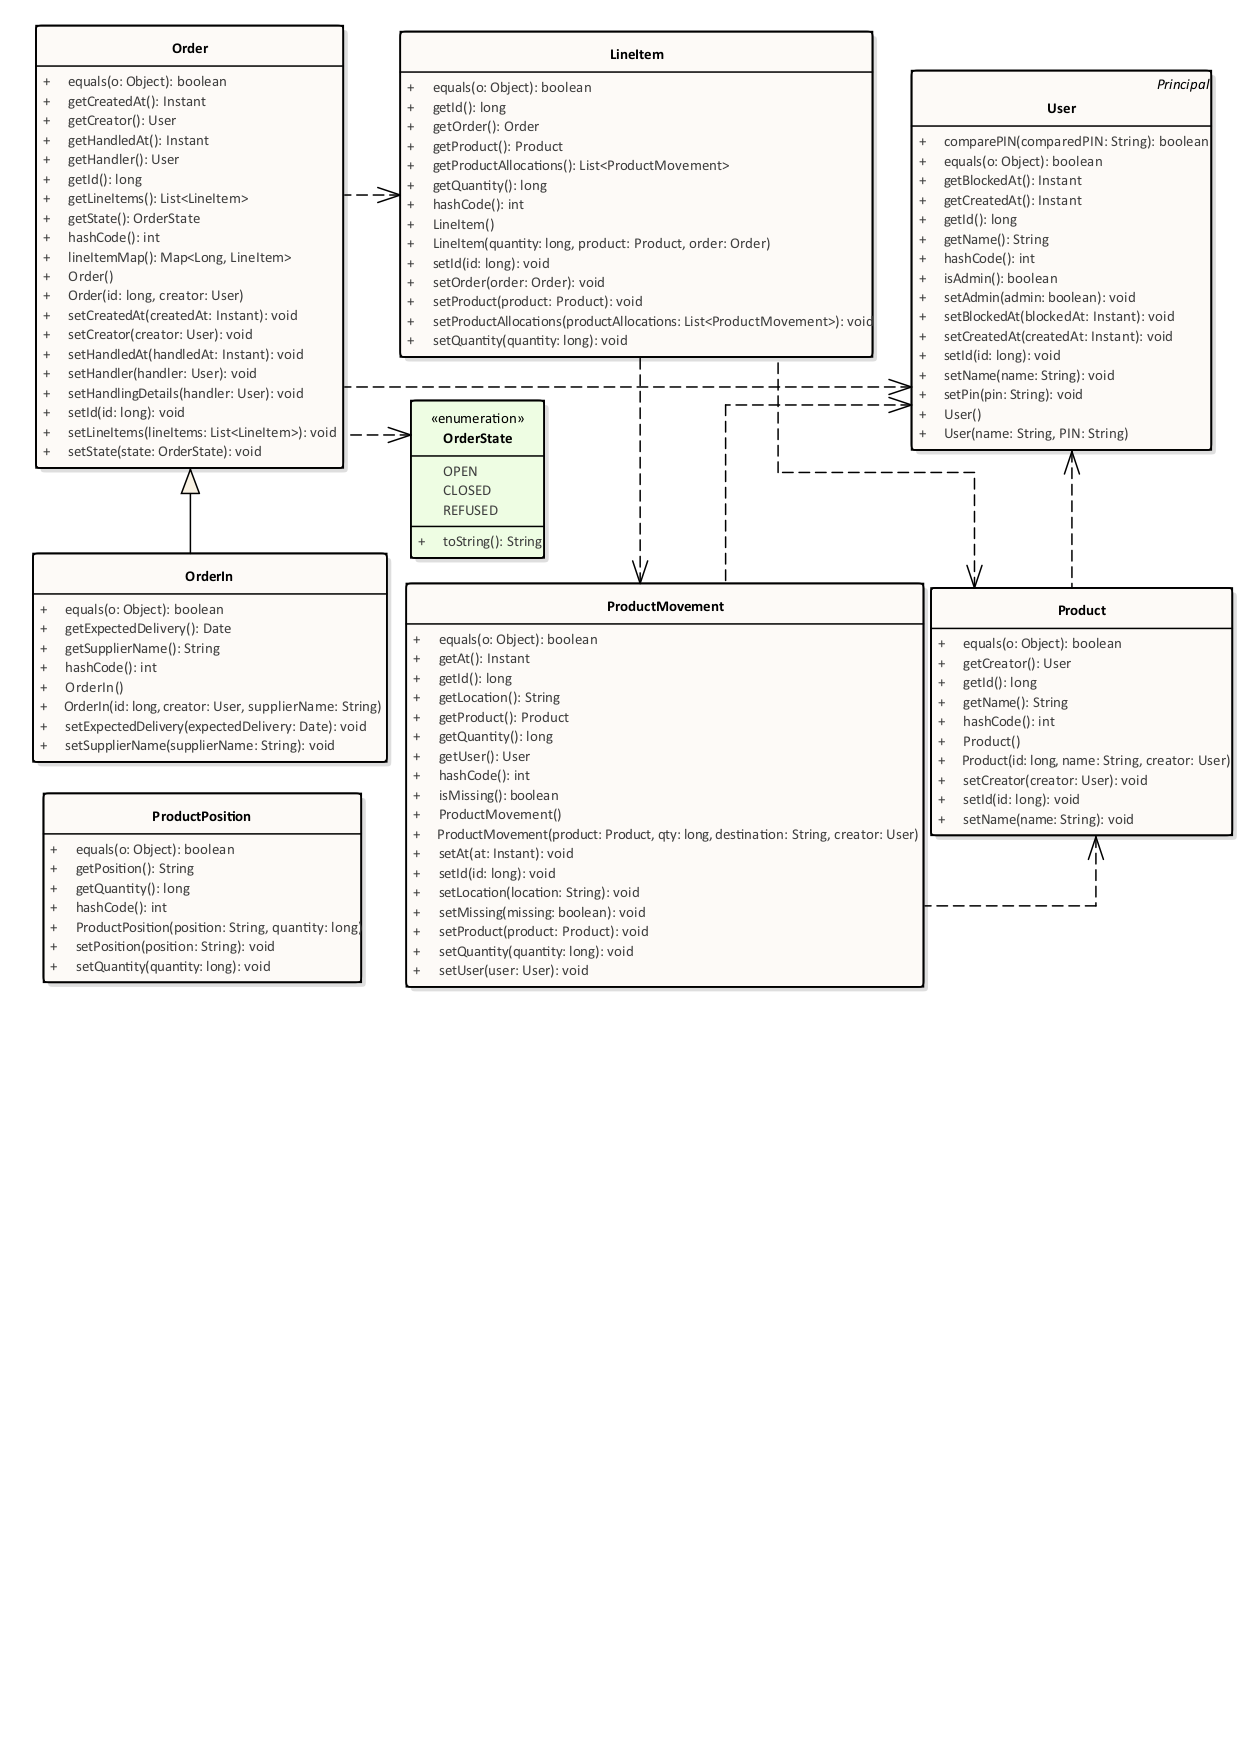 Order
+ equals(o: Object): boolean
+ getCreatedAt(): Instant
+ getCreator(): User
+ getHandledAt(): Instant
+ getHandler(): User
+ getId(): long
+ getLineItems(): List<LineItem>
+ getState(): OrderState
+ hashCode(): int
+ lineItemMap(): Map<Long, LineItem>
+ Order()
+ Order(id: long, creator: User)
+ setCreatedAt(createdAt: Instant): void
+ setCreator(creator: User): void
+ setHandledAt(handledAt: Instant): void
+ setHandler(handler: User): void
+ setHandlingDetails(handler: User): void
+ setId(id: long): void
+ setLineItems(lineItems: List<LineItem>): void
+ setState(state: OrderState): void
LineItem
+ equals(o: Object): boolean
+ getId(): long
+ getOrder(): Order
+ getProduct(): Product
+ getProductAllocations(): List<ProductMovement>
+ getQuantity(): long
+ hashCode(): int
+ LineItem()
+ LineItem(quantity: long, product: Product, order: Order)
+ setId(id: long): void
+ setOrder(order: Order): void
+ setProduct(product: Product): void
+ setProductAllocations(productAllocations: List<ProductMovement>): void
+ setQuantity(quantity: long): void
Principal
User
+ comparePIN(comparedPIN: String): boolean
+ equals(o: Object): boolean
+ getBlockedAt(): Instant
+ getCreatedAt(): Instant
+ getId(): long
+ getName(): String
+ hashCode(): int
+ isAdmin(): boolean
+ setAdmin(admin: boolean): void
+ setBlockedAt(blockedAt: Instant): void
+ setCreatedAt(createdAt: Instant): void
+ setId(id: long): void
+ setName(name: String): void
+ setPin(pin: String): void
+ User()
+ User(name: String, PIN: String)
«enumeration»
OrderState
OPEN
CLOSED
REFUSED
+ toString(): String
OrderIn
+ equals(o: Object): boolean
+ getExpectedDelivery(): Date
+ getSupplierName(): String
+ hashCode(): int
+ OrderIn()
+ OrderIn(id: long, creator: User, supplierName: String)
+ setExpectedDelivery(expectedDelivery: Date): void
+ setSupplierName(supplierName: String): void
ProductMovement
+ equals(o: Object): boolean
+ getAt(): Instant
+ getId(): long
+ getLocation(): String
+ getProduct(): Product
+ getQuantity(): long
+ getUser(): User
+ hashCode(): int
+ isMissing(): boolean
+ ProductMovement()
+ ProductMovement(product: Product, qty: long, destination: String, creator: User)
+ setAt(at: Instant): void
+ setId(id: long): void
+ setLocation(location: String): void
+ setMissing(missing: boolean): void
+ setProduct(product: Product): void
+ setQuantity(quantity: long): void
+ setUser(user: User): void
Product
+ equals(o: Object): boolean
+ getCreator(): User
+ getId(): long
+ getName(): String
+ hashCode(): int
+ Product()
+ Product(id: long, name: String, creator: User)
+ setCreator(creator: User): void
+ setId(id: long): void
+ setName(name: String): void
ProductPosition
+ equals(o: Object): boolean
+ getPosition(): String
+ getQuantity(): long
+ hashCode(): int
+ ProductPosition(position: String, quantity: long)
+ setPosition(position: String): void
+ setQuantity(quantity: long): void